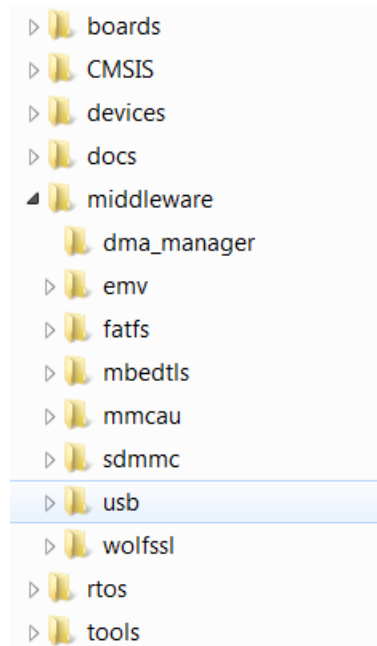 boards
CMSIS
devices
docs
middleware
dma_manager
emv
fatfs
mbedtls
mmcau
sdmmc
usb
wolfssl
rtos
tools